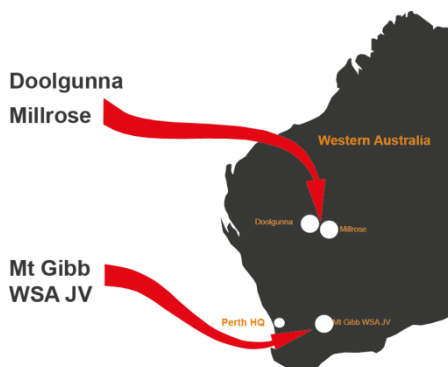 Doolgunna
Millrose
Western Australia
Doolgunna
Millrose
Mt Gibb
WSA JV
Perth HQ
Mt Gibb WSA JV